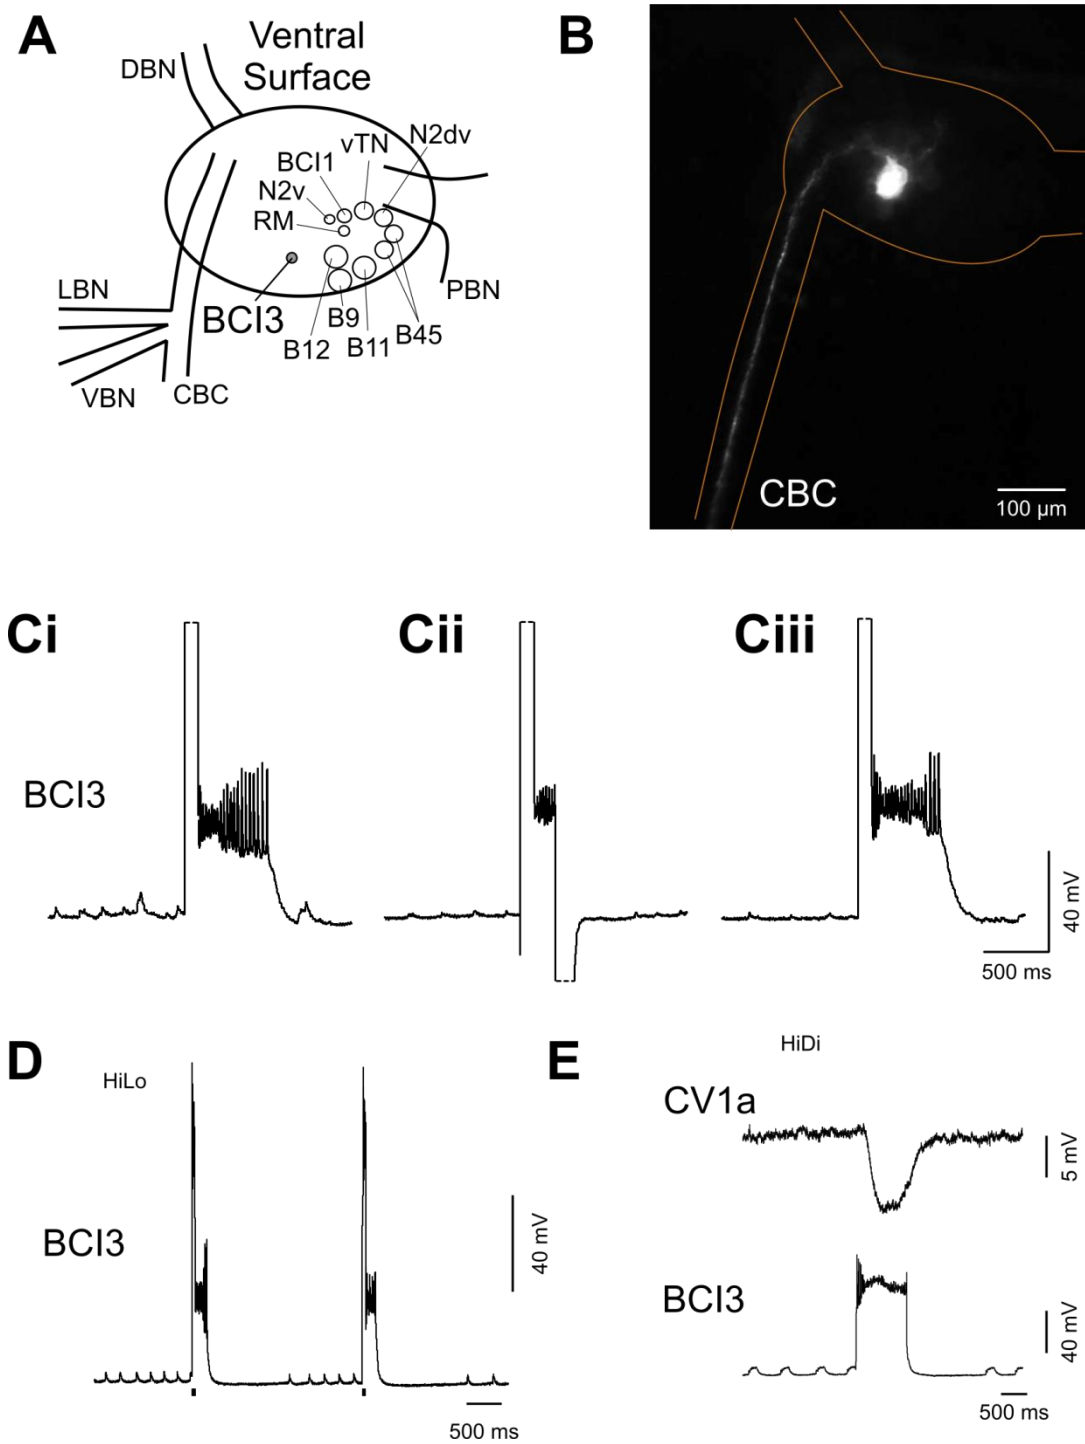 A
Ventral
Surface
DBN
N2dv
vTN
BCI1
N2v
RM
LBN
PBN
BCI3
B9
B45
B12
B11
VBN
CBC
B
CBC
100 µm
Ci
Cii
Ciii
BCI3
40 mV
500 ms
D
HiLo
BCI3
40 mV
500 ms
E
HiDi
CV1a
5 mV
BCI3
40 mV
500 ms